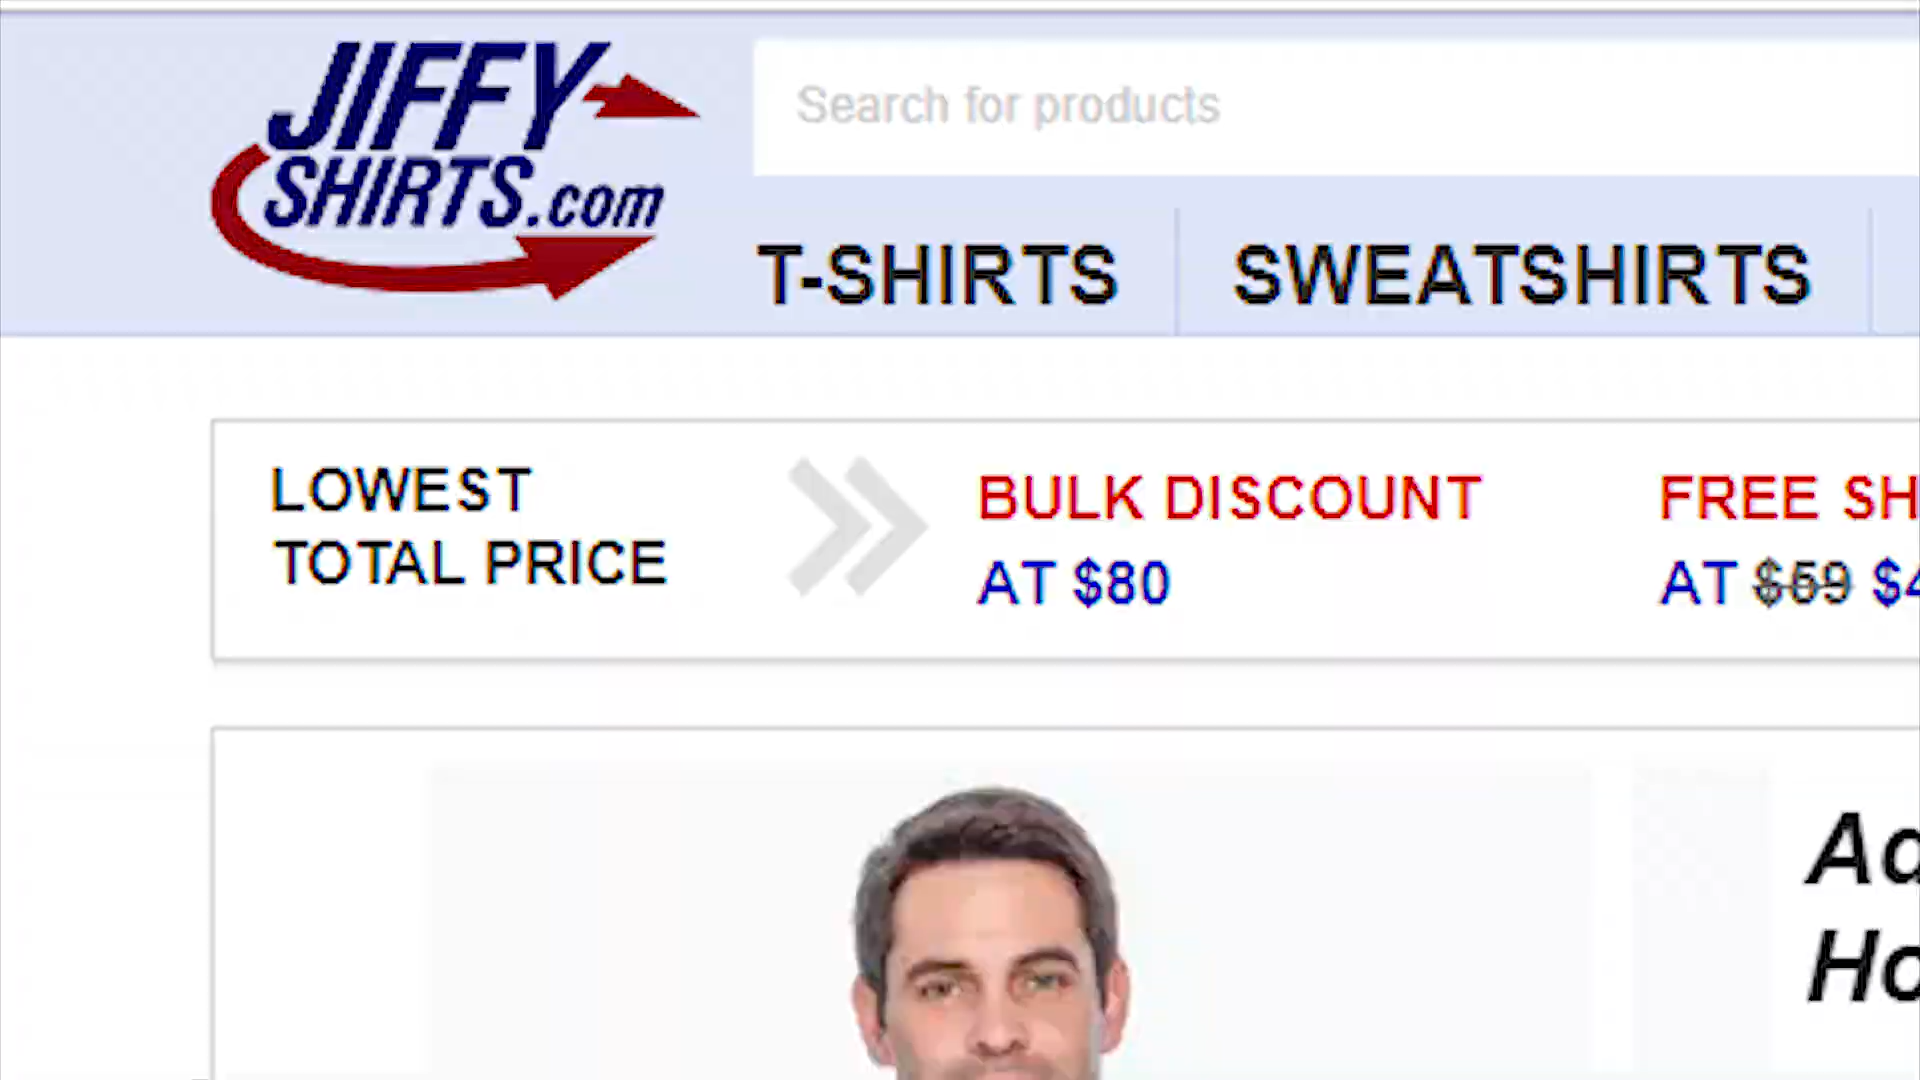 JIFFY
SHIRTS.com
Search for products
T-SHIRTS
SWEATSHIRTS
LOWEST
TOTAL PRICE
BULK DISCOUNT
AT $80
FREE SH
AT $59 $4
Ad
Ho